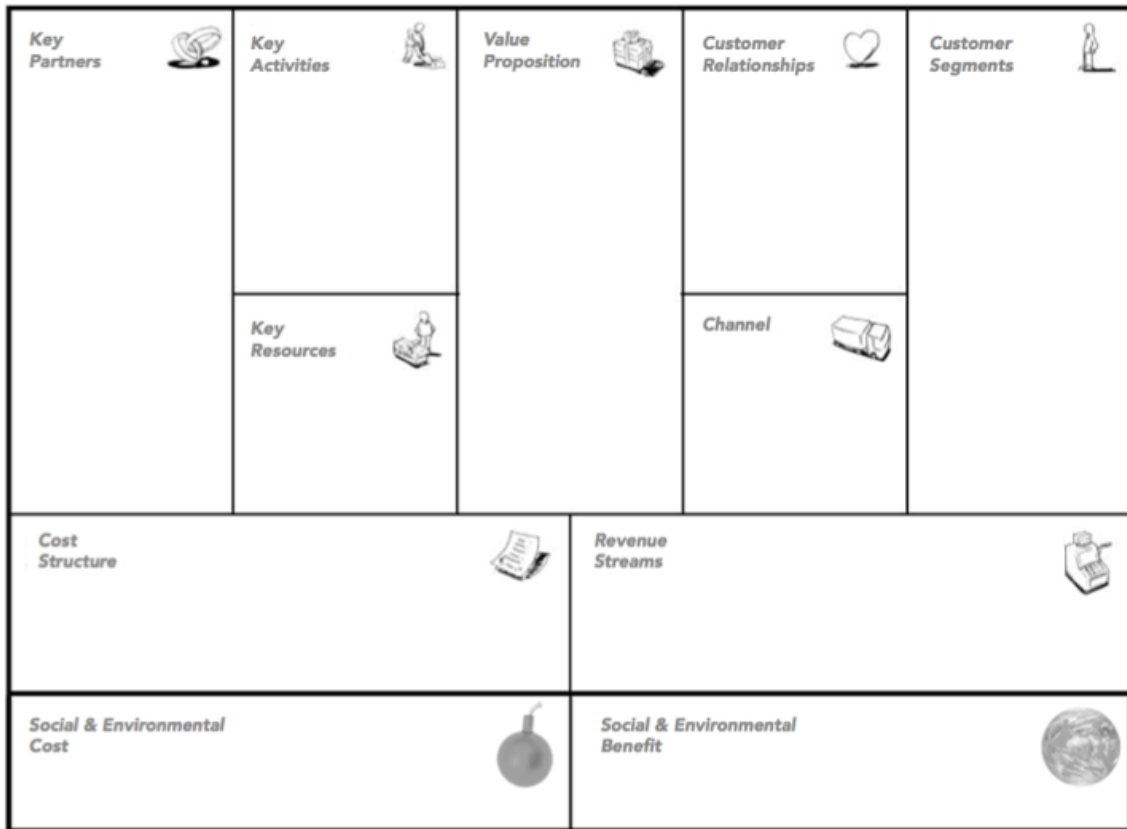 Key
Partners
Key
Activities
Key
Resources
Value
Proposition
Customer
Relationships
Channel
Customer
Segments
Cost
Structure
Revenue
Streams
Social & Environmental
Cost
Social & Environmental
Benefit